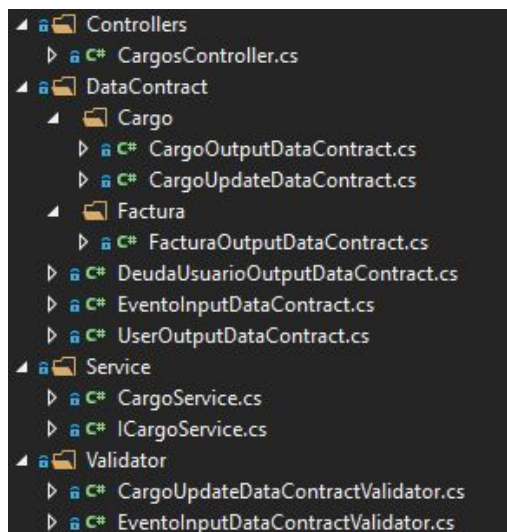 Controllers
C# CargosController.cs
DataContract
Cargo
C# CargoOutputDataContract.cs
C# CargoUpdateDataContract.cs
Factura
C# FacturaOutputDataContract.cs
C# DeudaUsuarioOutputDataContract.cs
C# EventoInputDataContract.cs
C# UserOutputDataContract.cs
Service
C# CargoService.cs
C# ICargoService.cs
Validator
C# CargoUpdateDataContractValidator.cs
C# EventoInputDataContractValidator.cs